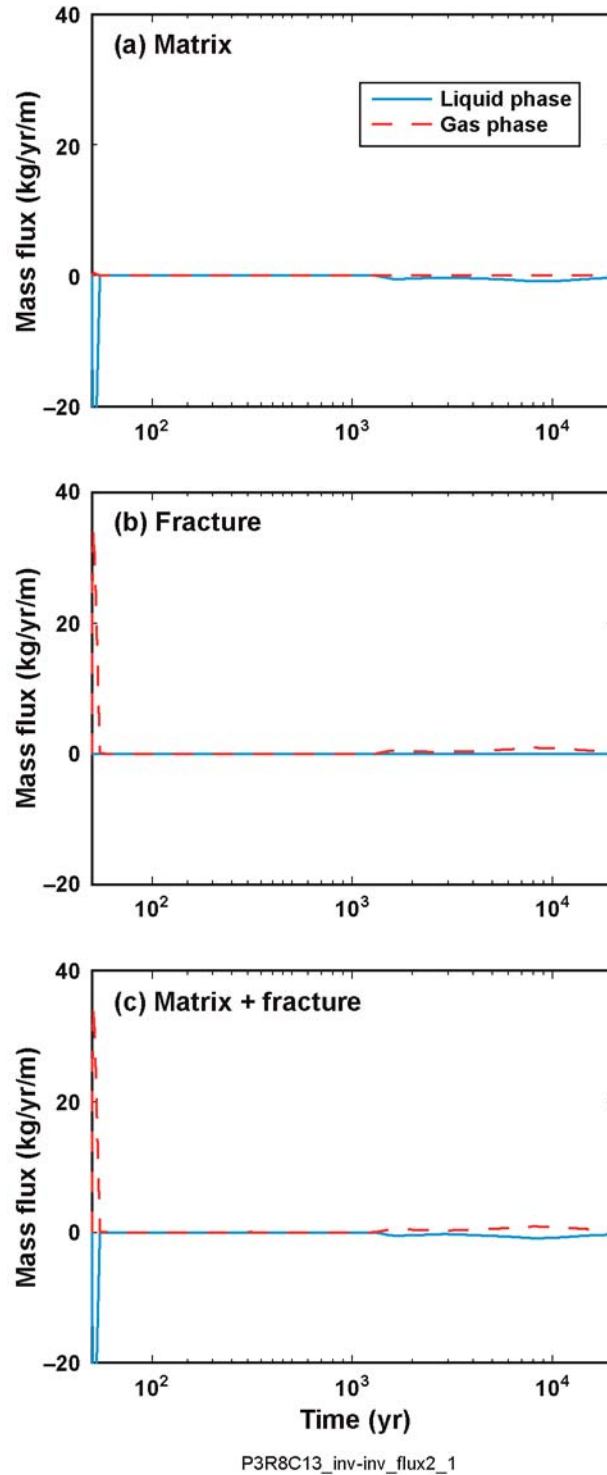 40
(a) Matrix
Liquid phase
Gas phase
20
Mass flux (kg/yr/m)
0
–20
10²
10³
10⁴
40
(b) Fracture
20
Mass flux (kg/yr/m)
0
–20
10²
10³
10⁴
40
(c) Matrix + fracture
20
Mass flux (kg/yr/m)
0
–20
10²
10³
10⁴
Time (yr)
P3R8C13_inv-inv_flux2_1